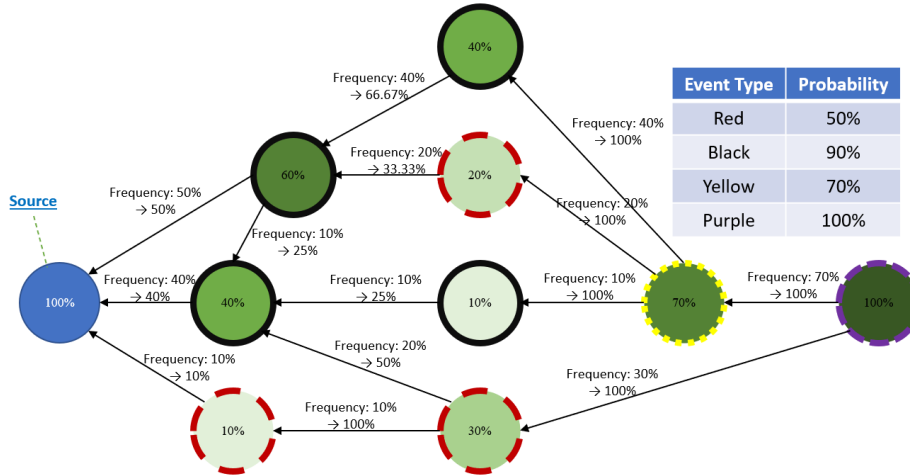 40%
Frequency: 40%
→ 66.67%
Event Type Probability
Red 50%
Black 90%
Yellow 70%
Purple 100%
Frequency: 40%
→ 100%
Frequency: 20%
→ 33.33%
60%
20%
Frequency: 50%
→ 50%
Source
Frequency: 20%
→ 100%
Frequency: 10%
→ 25%
Frequency: 40%
→ 40%
Frequency: 10%
→ 25%
Frequency: 10%
→ 100%
Frequency: 70%
→ 100%
100%
40%
10%
70%
100%
Frequency: 20%
→ 50%
Frequency: 10%
→ 10%
Frequency: 30%
→ 100%
Frequency: 10%
→ 100%
10%
30%